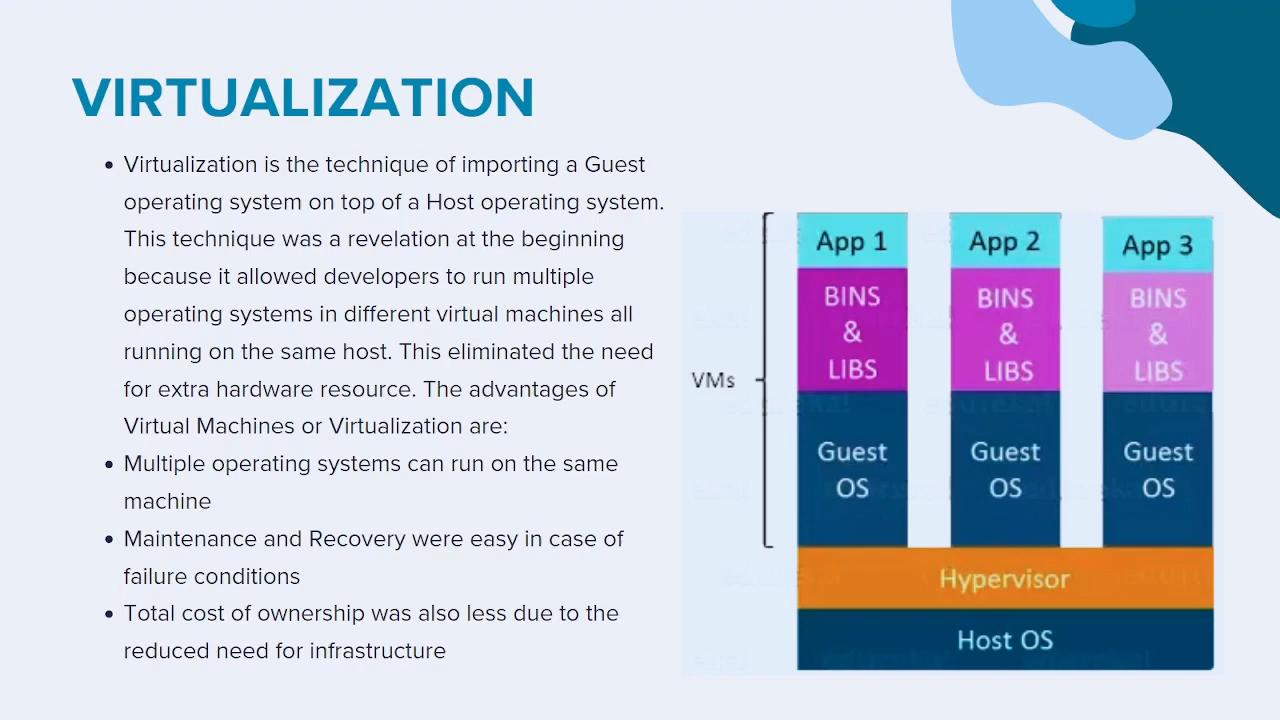 VIRTUALIZATION
• Virtualization is the technique of importing a Guest
operating system on top of a Host operating system.
This technique was a revelation at the beginning
because it allowed developers to run multiple
operating systems in different virtual machines all
running on the same host. This eliminated the need
for extra hardware resource. The advantages of
Virtual Machines or Virtualization are:
• Multiple operating systems can run on the same
machine
• Maintenance and Recovery were easy in case of
failure conditions
• Total cost of ownership was also less due to the
reduced need for infrastructure
VMs
App 1
BINS
&
LIBS
Guest
OS
App 2
BINS
&
LIBS
Guest
OS
App 3
BINS
&
LIBS
Guest
OS
Hypervisor
Host OS